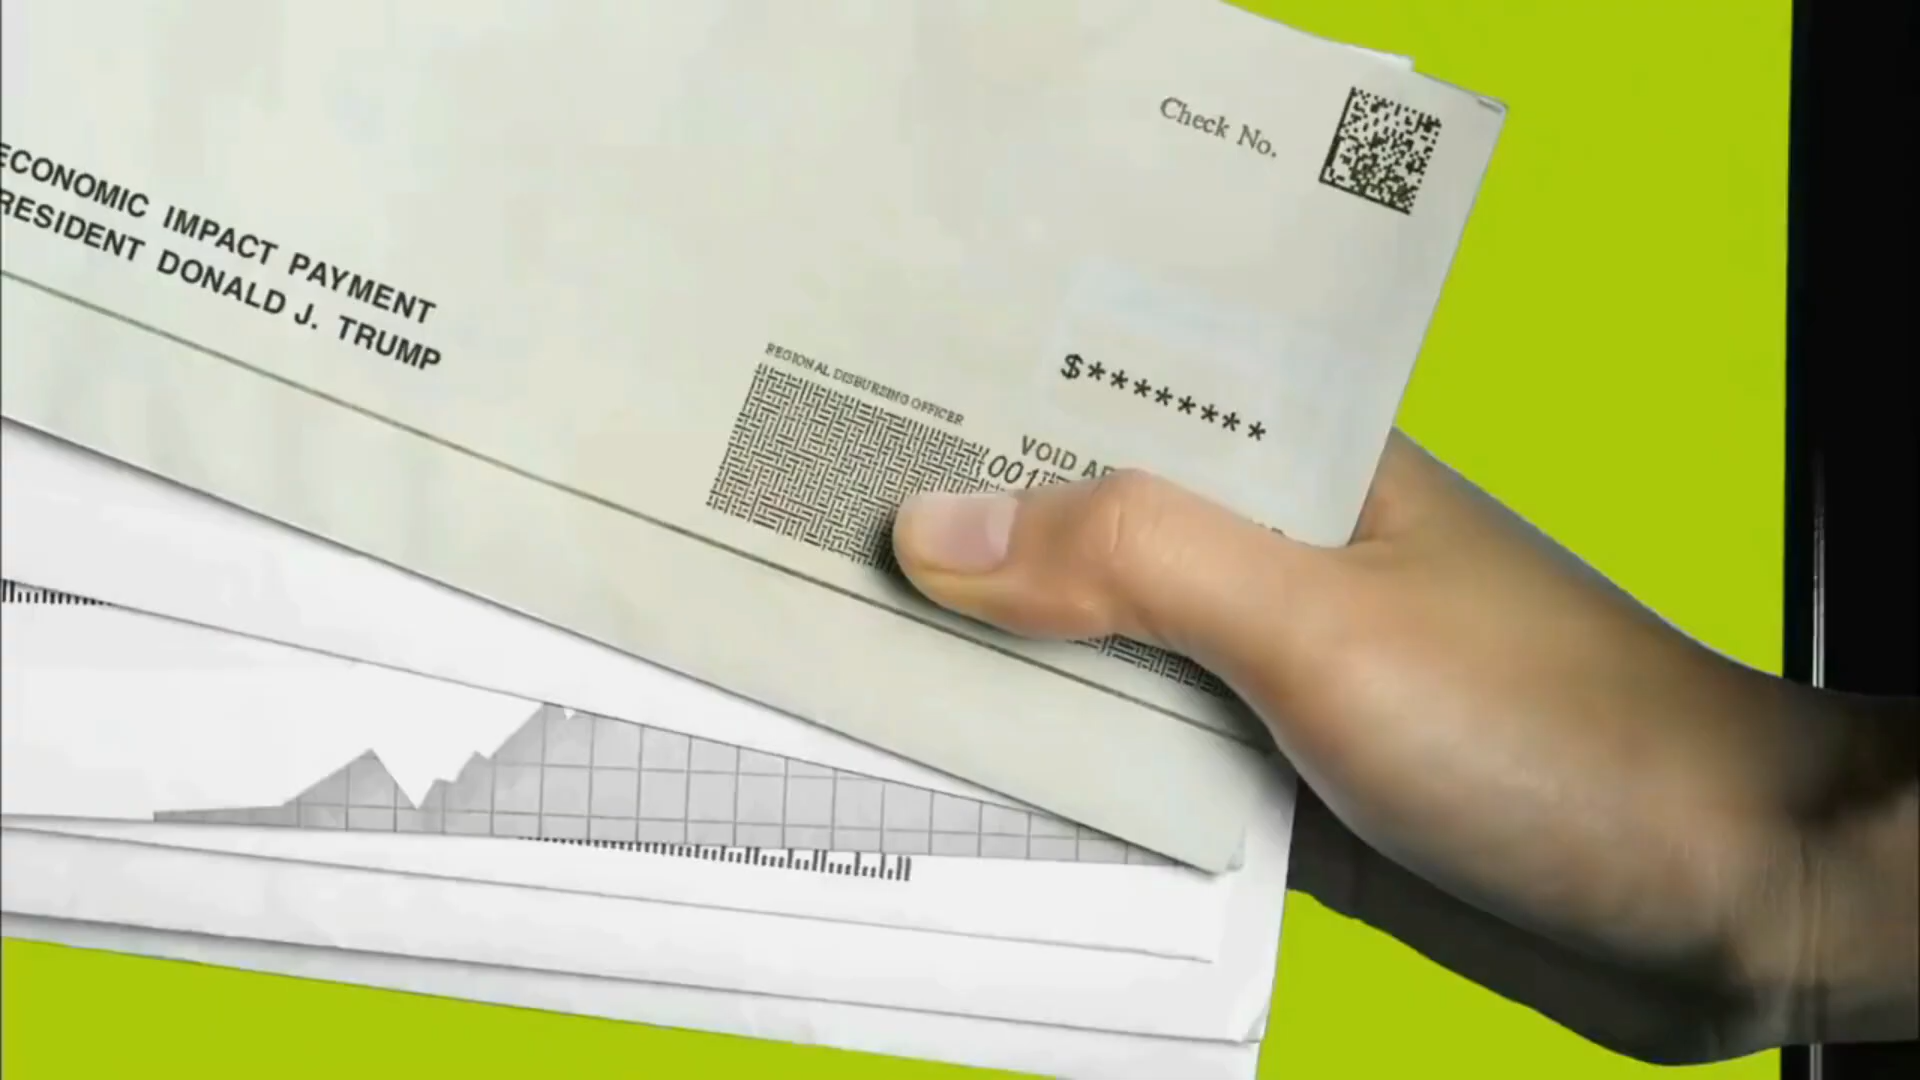 Check No.
ECONOMIC IMPACT PAYMENT
RESIDENT DONALD J. TRUMP
REGIONAL DISBURSING OFFICER
$********
VOID
001